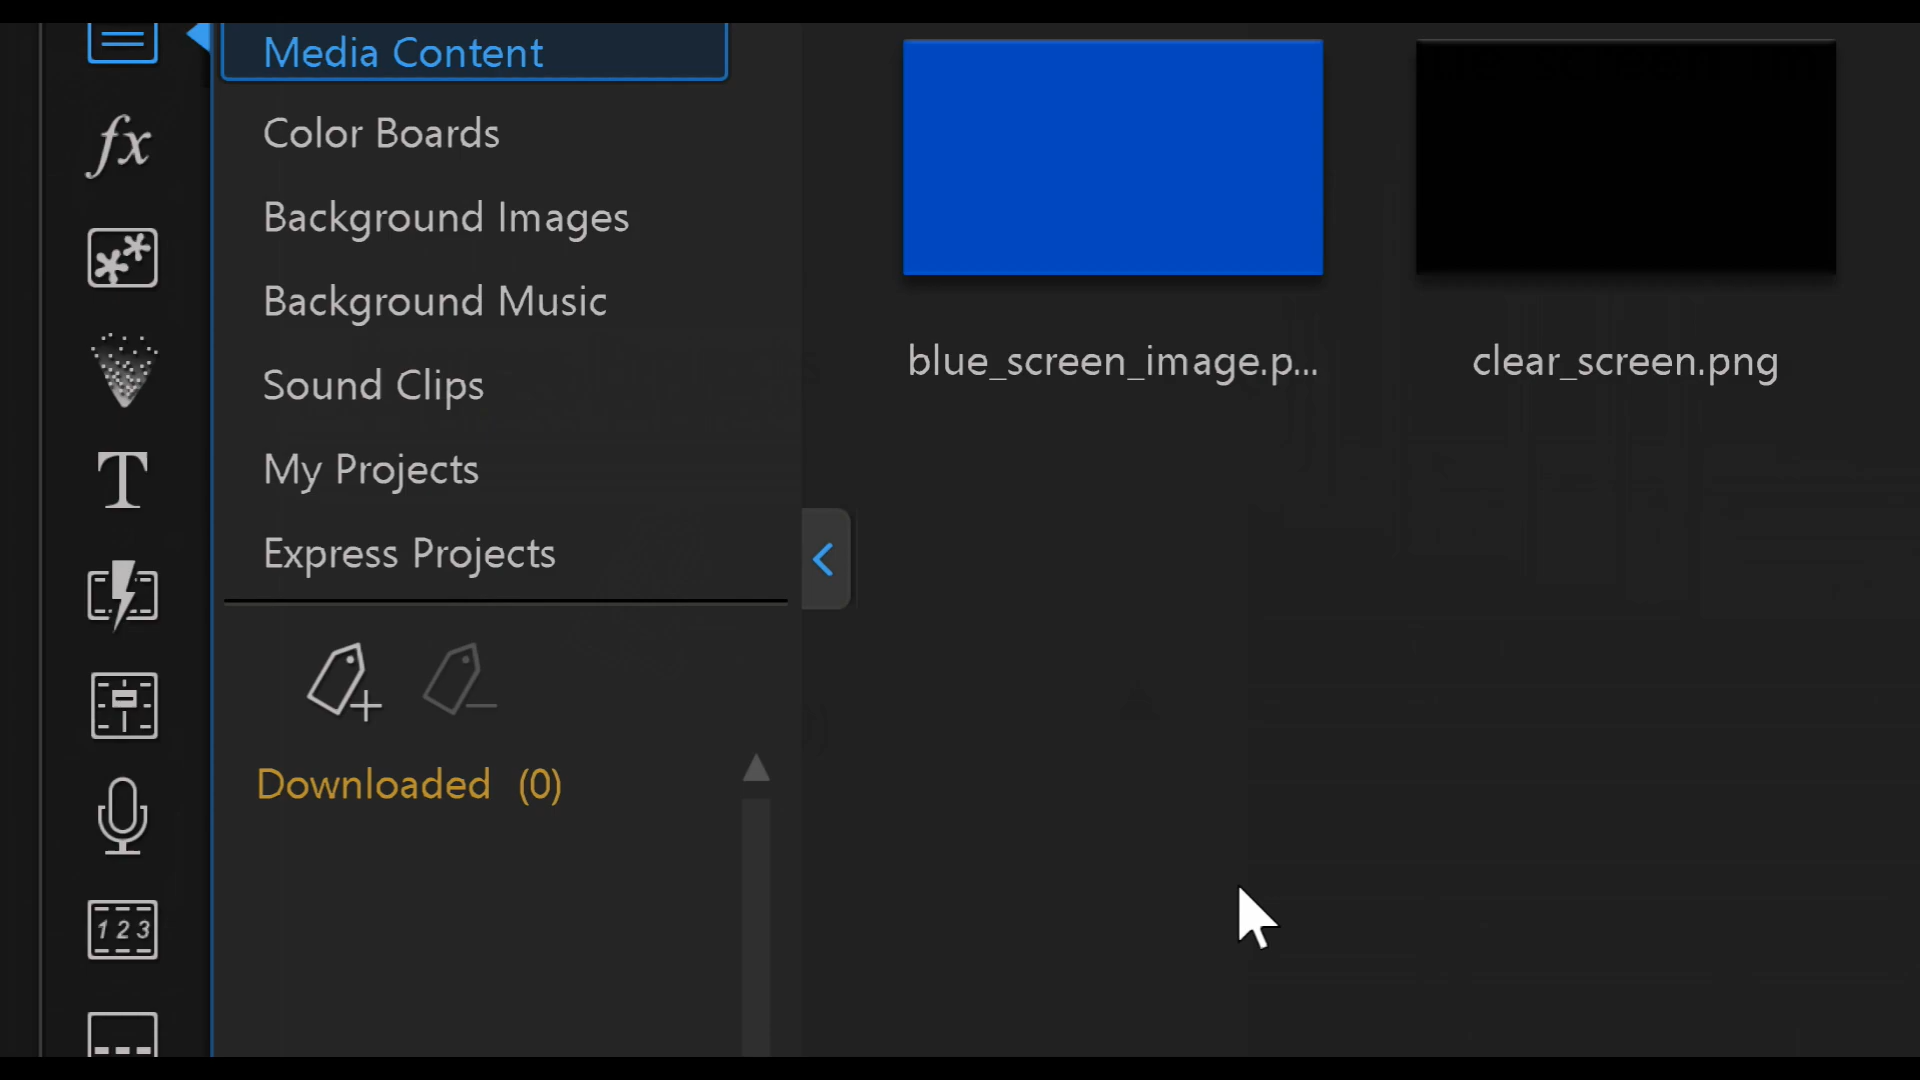 Media Content
Color Boards
Background Images
Background Music
Sound Clips
My Projects
Express Projects
Downloaded (0)
blue_screen_image.p...
clear_screen.png
fx
T
1 2 3